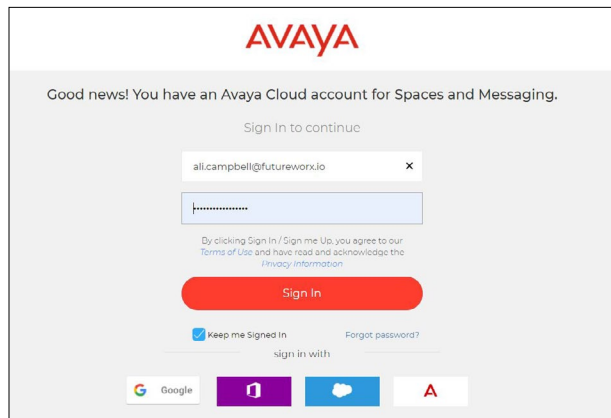 AVAYA
Good news! You have an Avaya Cloud account for Spaces and Messaging.
Sign In to continue
ali.campbell@futureworx.io ×
••••••••••••••••
By clicking Sign In / Sign me Up, you agree to our
Terms of Use and have read and acknowledge the
Privacy Information
Sign In
Keep me Signed In Forgot password?
sign in with
G Google A